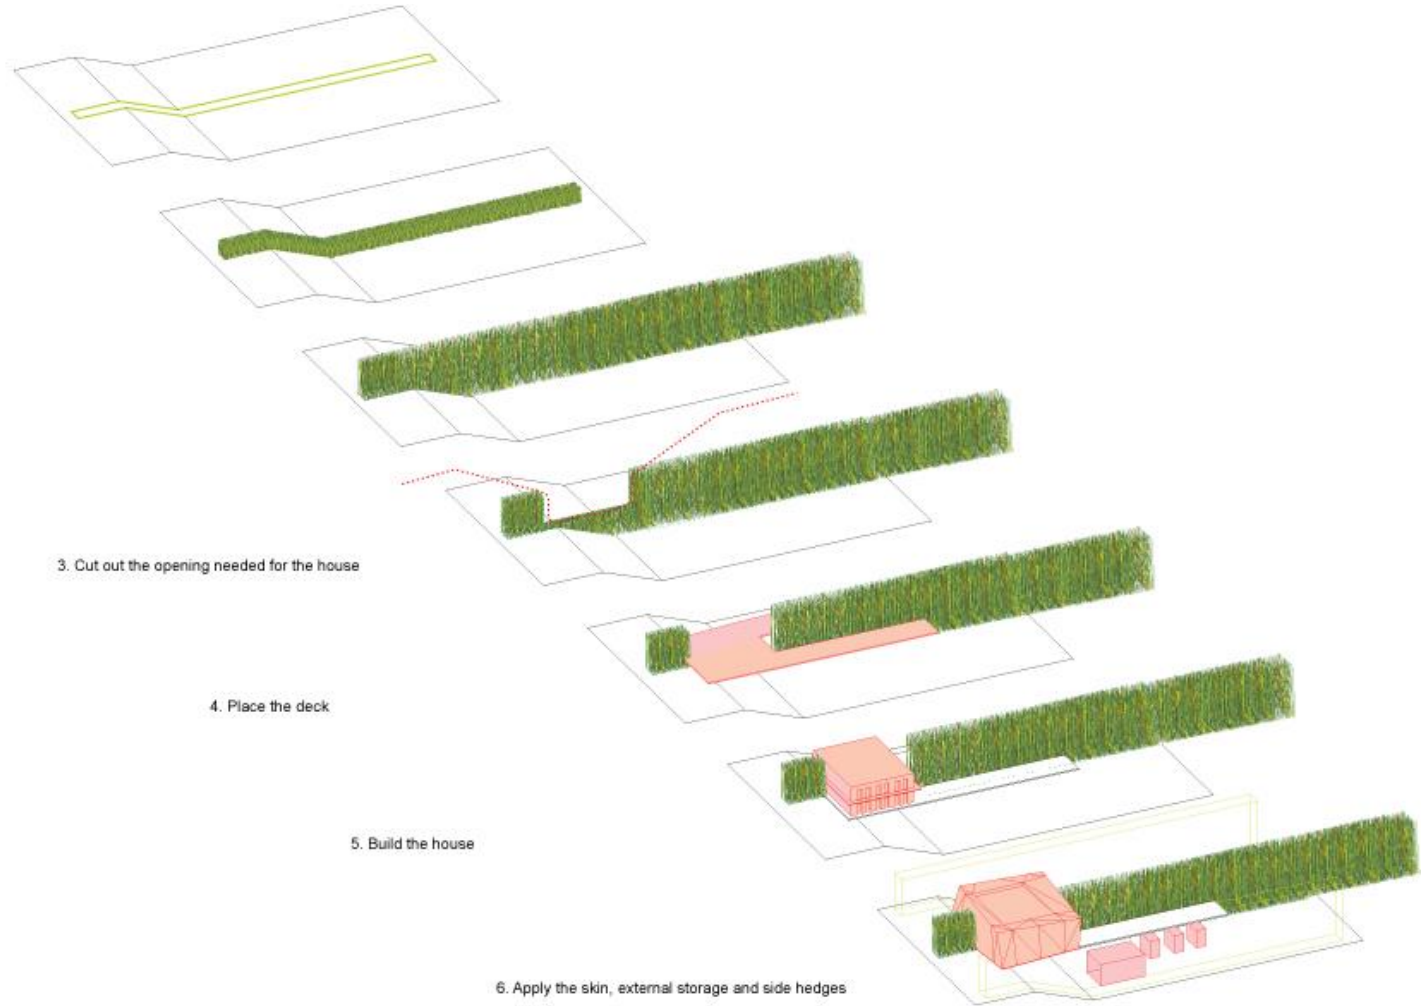 3. Cut out the opening needed for the house
4. Place the deck
5. Build the house
6. Apply the skin, external storage and side hedges